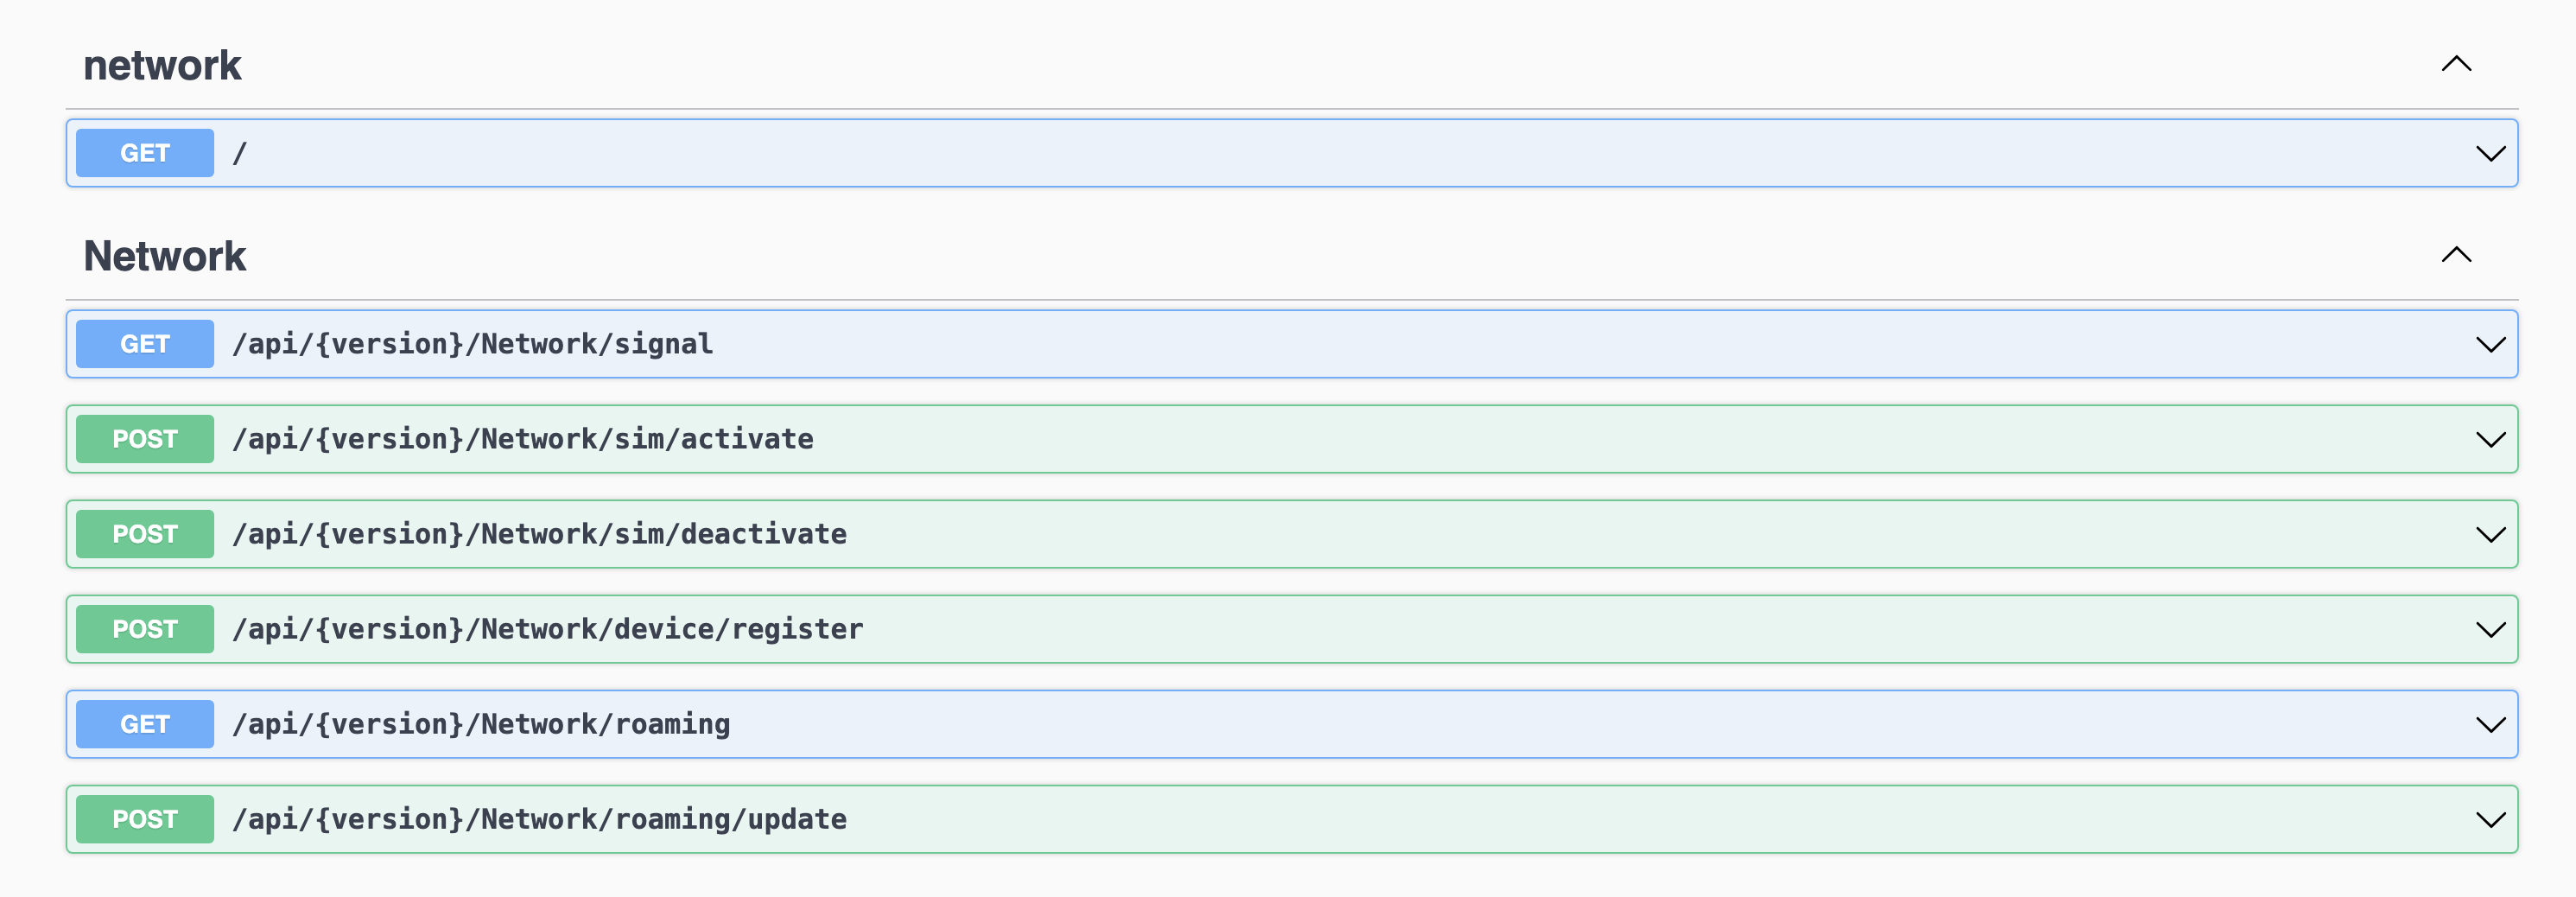 network
GET /
Network
GET /api/{version}/Network/signal
POST /api/{version}/Network/sim/activate
POST /api/{version}/Network/sim/deactivate
POST /api/{version}/Network/device/register
GET /api/{version}/Network/roaming
POST /api/{version}/Network/roaming/update